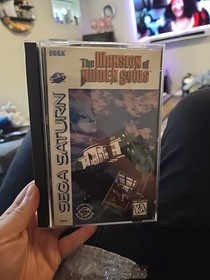 SEGA
The MANSION of
HIDDEN SOULS
SEGA SATURN